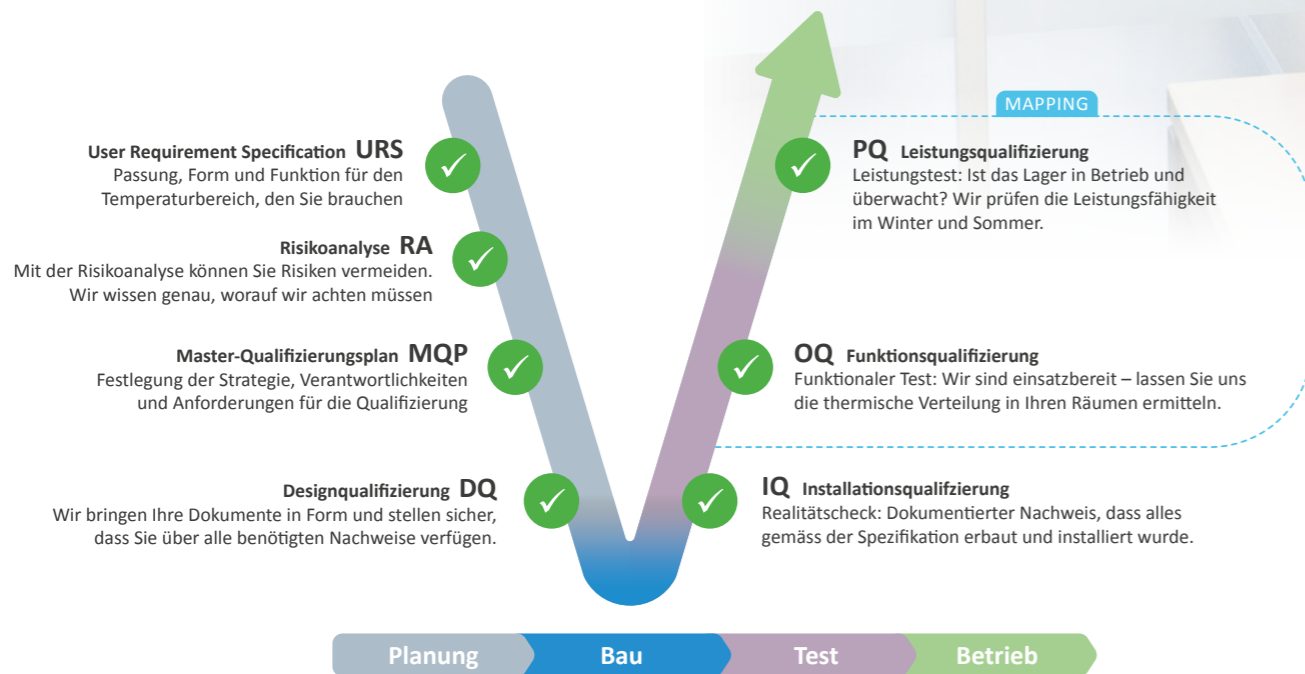 User Requirement Specification URS
Passung, Form und Funktion für den
Temperaturbereich, den Sie brauchen
Risikoanalyse RA
Mit der Risikoanalyse können Sie Risiken vermeiden.
Wir wissen genau, worauf wir achten müssen
Master-Qualifizierungsplan MQP
Festlegung der Strategie, Verantwortlichkeiten
und Anforderungen für die Qualifizierung
Designqualifizierung DQ
Wir bringen Ihre Dokumente in Form und stellen sicher,
dass Sie über alle benötigten Nachweise verfügen.
MAPPING
PQ Leistungsqualifizierung
Leistungstest: Ist das Lager in Betrieb und
überwacht? Wir prüfen die Leistungsfähigkeit
im Winter und Sommer.
OQ Funktionsqualifizierung
Funktionaler Test: Wir sind einsatzbereit – lassen Sie uns
die thermische Verteilung in Ihren Räumen ermitteln.
IQ Installationsqualifzierung
Realitätscheck: Dokumentierter Nachweis, dass alles
gemäss der Spezifikation erbaut und installiert wurde.
Planung
Bau
Test
Betrieb